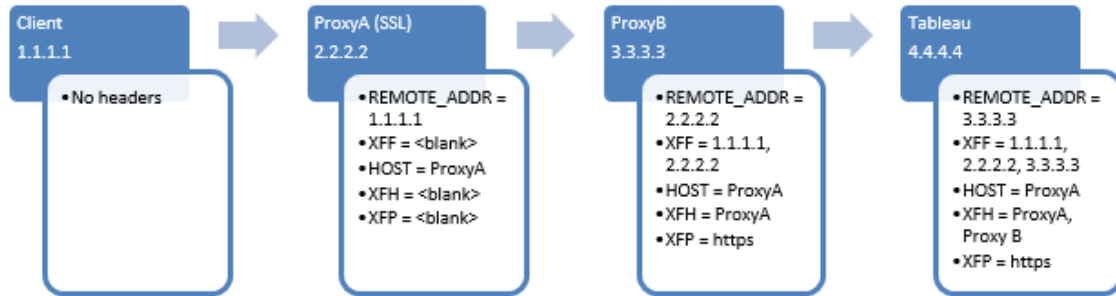 Client
1.1.1.1
•No headers
ProxyA (SSL)
2.2.2.2
•REMOTE_ADDR =
1.1.1.1
•XFF = <blank>
•HOST = ProxyA
•XFH = <blank>
•XFP = <blank>
ProxyB
3.3.3.3
•REMOTE_ADDR =
2.2.2.2
•XFF = 1.1.1.1,
2.2.2.2
•HOST = ProxyA
•XFH = ProxyA
•XFP = https
Tableau
4.4.4.4
•REMOTE_ADDR =
3.3.3.3
•XFF = 1.1.1.1,
2.2.2.2, 3.3.3.3
•HOST = ProxyA
•XFH = ProxyA,
Proxy B
•XFP = https